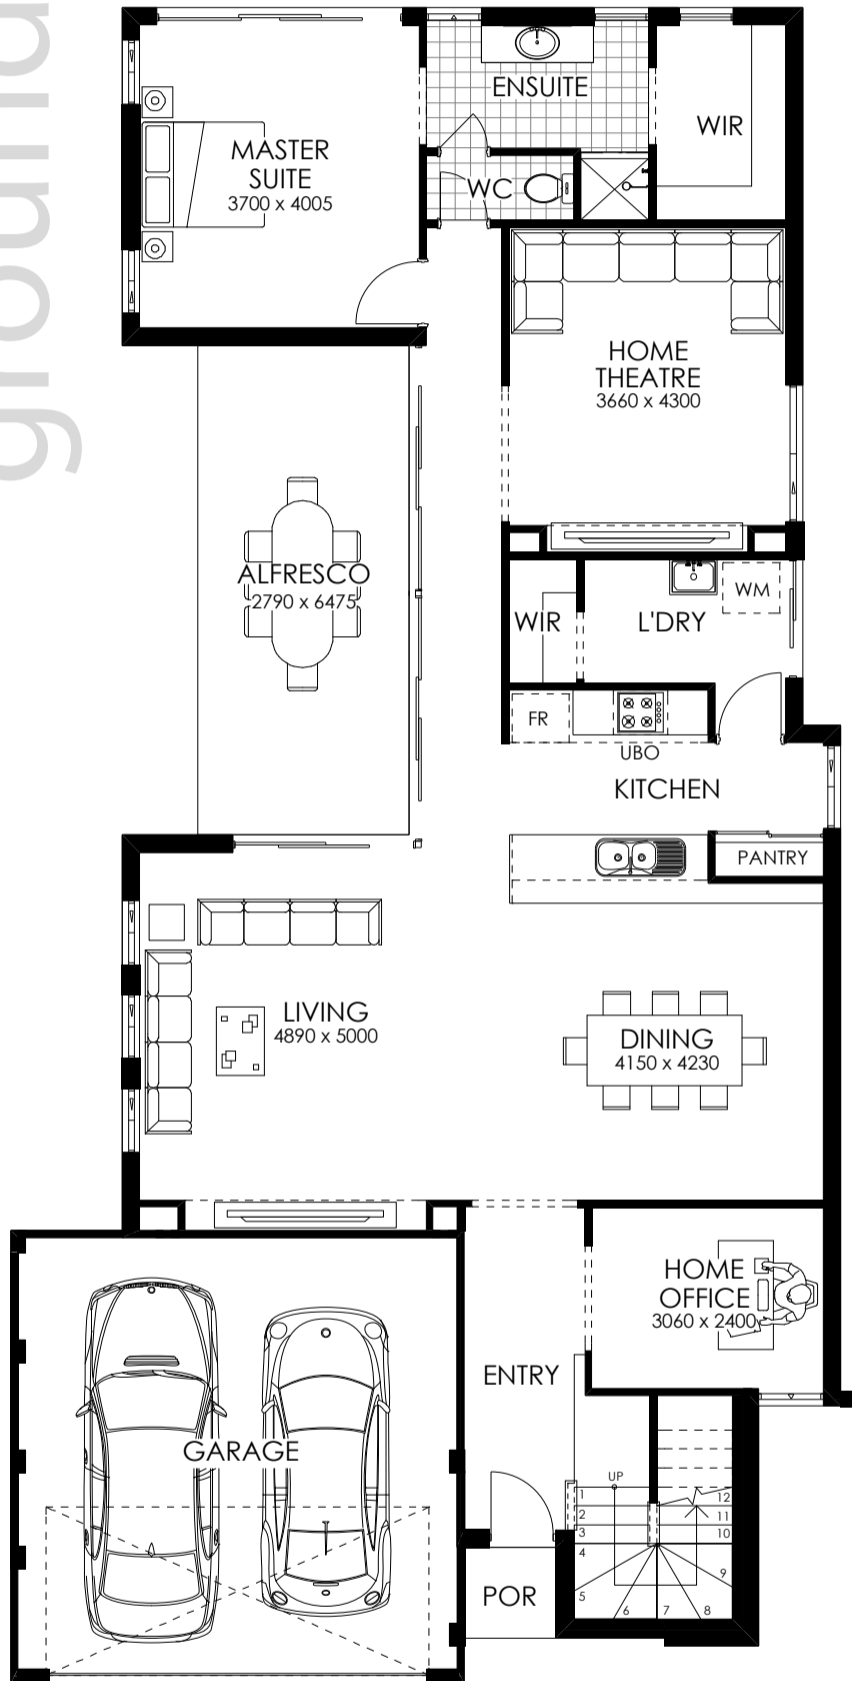 ground
ENSUITE
WIR
MASTER
SUITE
3700 x 4005
WC
HOME
THEATRE
3660 x 4300
ALFRESCO
2790 x 6475
WIR
L'DRY
WM
FR
UBO
KITCHEN
PANTRY
LIVING
4890 x 5000
DINING
4150 x 4230
HOME
OFFICE
3060 x 2400
ENTRY
GARAGE
UP
1
2
3
4
5
6
7
8
9
10
11
12
POR